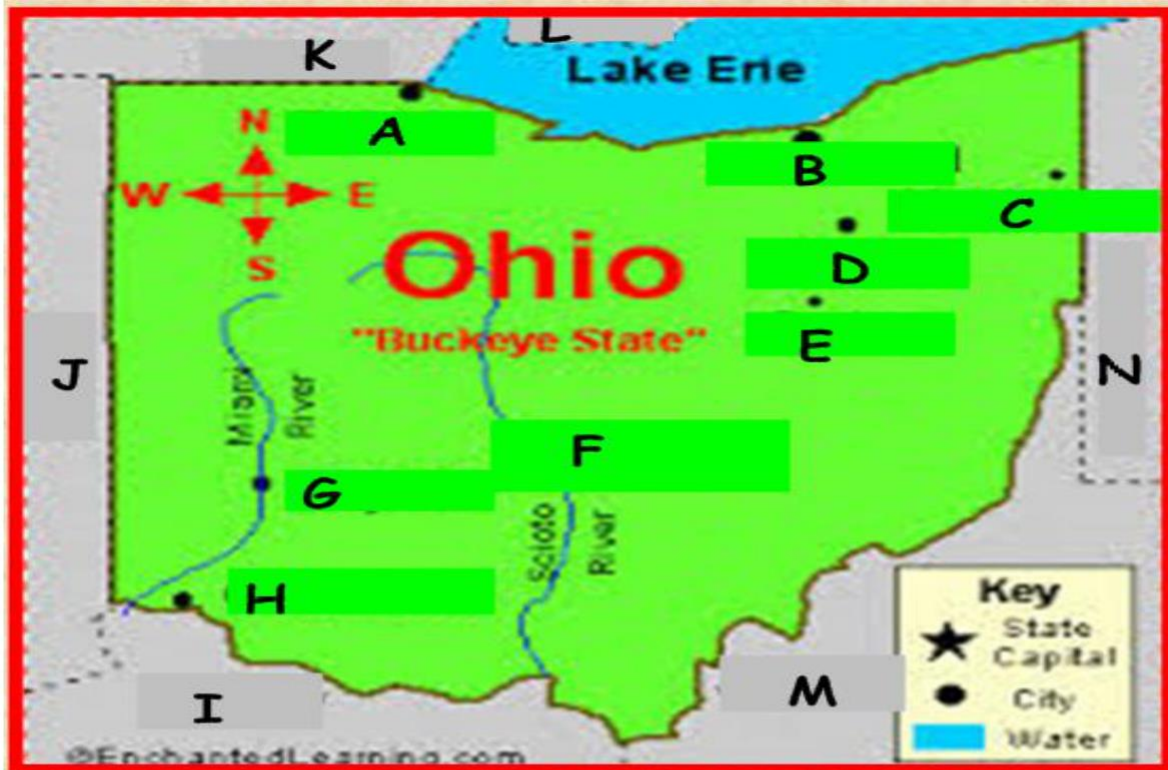 L
K
Lake Erie
N
A
B
W E
C
Ohio
S
D
"Buckeye State"
E
J
N
Miami River
F
G
Scioto River
H
Key
State Capital
City
Water
M
I
©EnchantedLearning.com